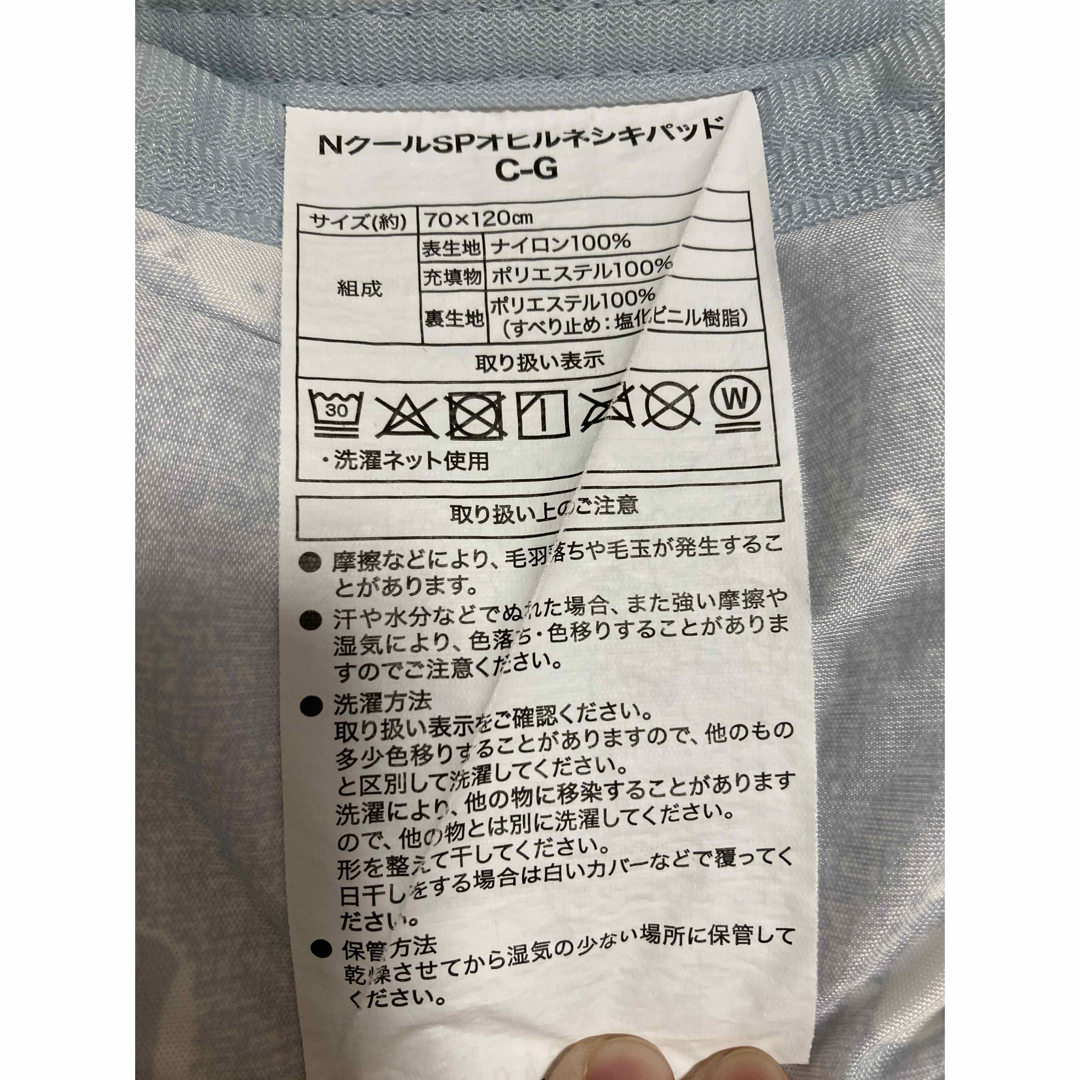 NクールSPオヒルネシキパッド
C-G
サイズ(約) 70×120㎝
組成 表生地 ナイロン100%
充填物 ポリエステル100%
裏生地 ポリエステル100%
(すべり止め：塩化ビニル樹脂)
取り扱い表示
30 W
・洗濯ネット使用
取り扱い上のご注意
● 摩擦などにより、毛羽落ちや毛玉が発生するこ
とがあります。
● 汗や水分などでぬれた場合、また強い摩擦や
湿気により、色落ち・色移りすることがありま
すのでご注意ください。
● 洗濯方法
取り扱い表示をご確認ください。
多少色移りすることがありますので、他のもの
と区別して洗濯してください。
洗濯により、他の物に移染することがあります
ので、他の物とは別に洗濯してください。
形を整えて干してください。
日干しをする場合は白いカバーなどで覆ってく
ださい。
● 保管方法
乾燥させてから湿気の少ない場所に保管して
ください。